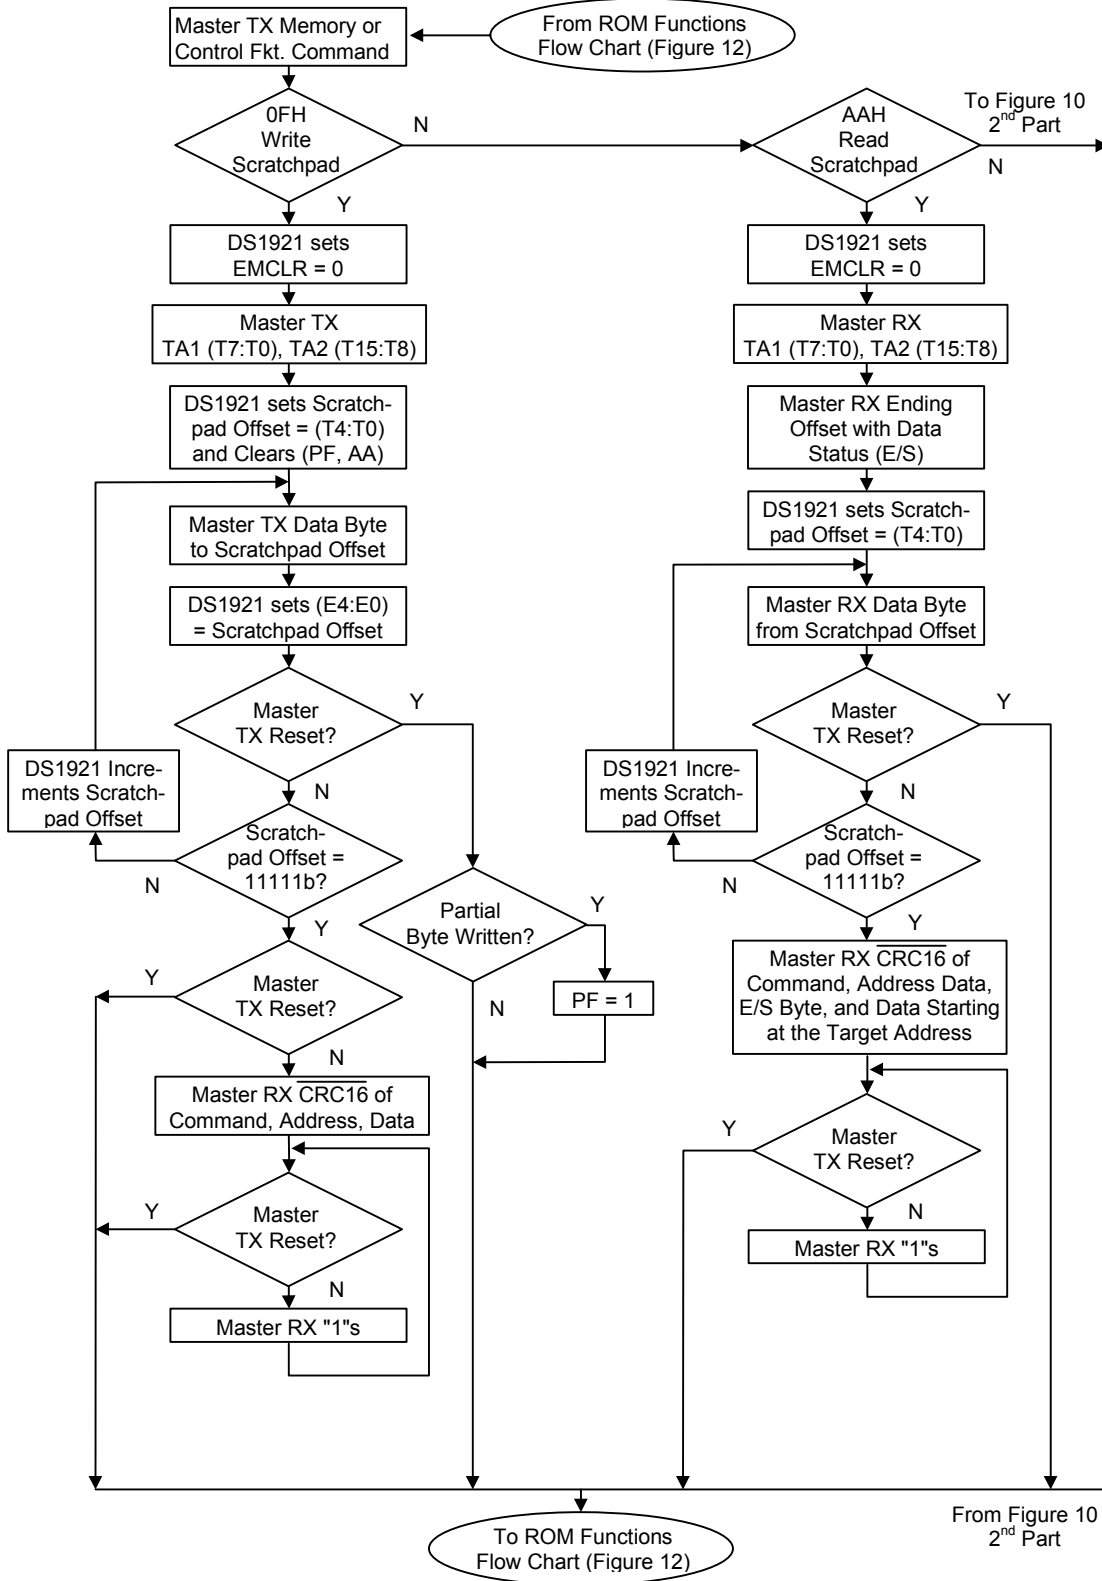 Master TX Memory or
Control Fkt. Command
From ROM Functions
Flow Chart (Figure 12)
0FH
Write
Scratchpad
N
Y
AAH
Read
Scratchpad
To Figure 10
2nd Part
N
Y
DS1921 sets
EMCLR = 0
Master TX
TA1 (T7:T0), TA2 (T15:T8)
DS1921 sets Scratch-
pad Offset = (T4:T0)
and Clears (PF, AA)
Master TX Data Byte
to Scratchpad Offset
DS1921 sets (E4:E0)
= Scratchpad Offset
Master
TX Reset?
Y
N
DS1921 Incre-
ments Scratch-
pad Offset
Scratch-
pad Offset =
11111b?
N
Y
Partial
Byte Written?
Y
N
PF = 1
Master
TX Reset?
Y
N
Master RX CRC16 of
Command, Address, Data
Master
TX Reset?
Y
N
Master RX "1"s
DS1921 sets
EMCLR = 0
Master RX
TA1 (T7:T0), TA2 (T15:T8)
Master RX Ending
Offset with Data
Status (E/S)
DS1921 sets Scratch-
pad Offset = (T4:T0)
Master RX Data Byte
from Scratchpad Offset
Master
TX Reset?
Y
N
DS1921 Incre-
ments Scratch-
pad Offset
Scratch-
pad Offset =
11111b?
N
Y
Master RX CRC16 of
Command, Address Data,
E/S Byte, and Data Starting
at the Target Address
Master
TX Reset?
Y
N
Master RX "1"s
To ROM Functions
Flow Chart (Figure 12)
From Figure 10
2nd Part